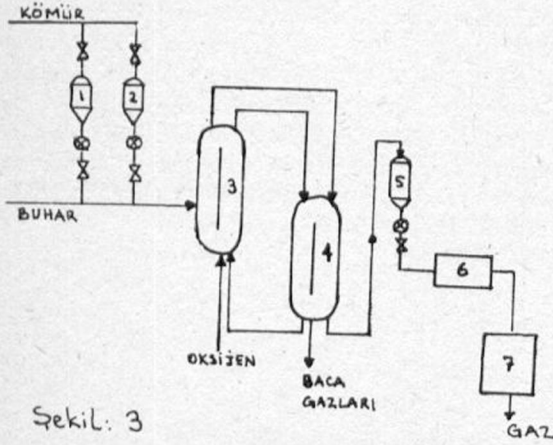 KÖMÜR
1
2
3
4
5
6
7
BUHAR
OKSİJEN
BACA
GAZLARI
GAZ
Şekil: 3